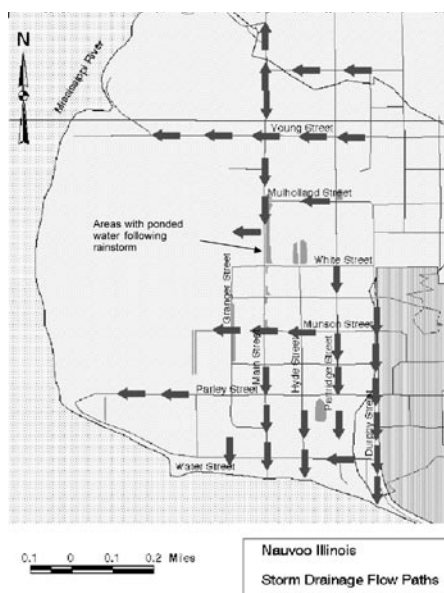 N
Mississippi River
Young Street
Mulholland Street
Areas with ponded
water following
rainstorm
White Street
Granger Street
Munson Street
Main Street
Hyde Street
Partridge Street
Parley Street
Durphy Street
Water Street
0.1 0 0.1 0.2 Miles
Nauvoo Illinois
Storm Drainage Flow Paths